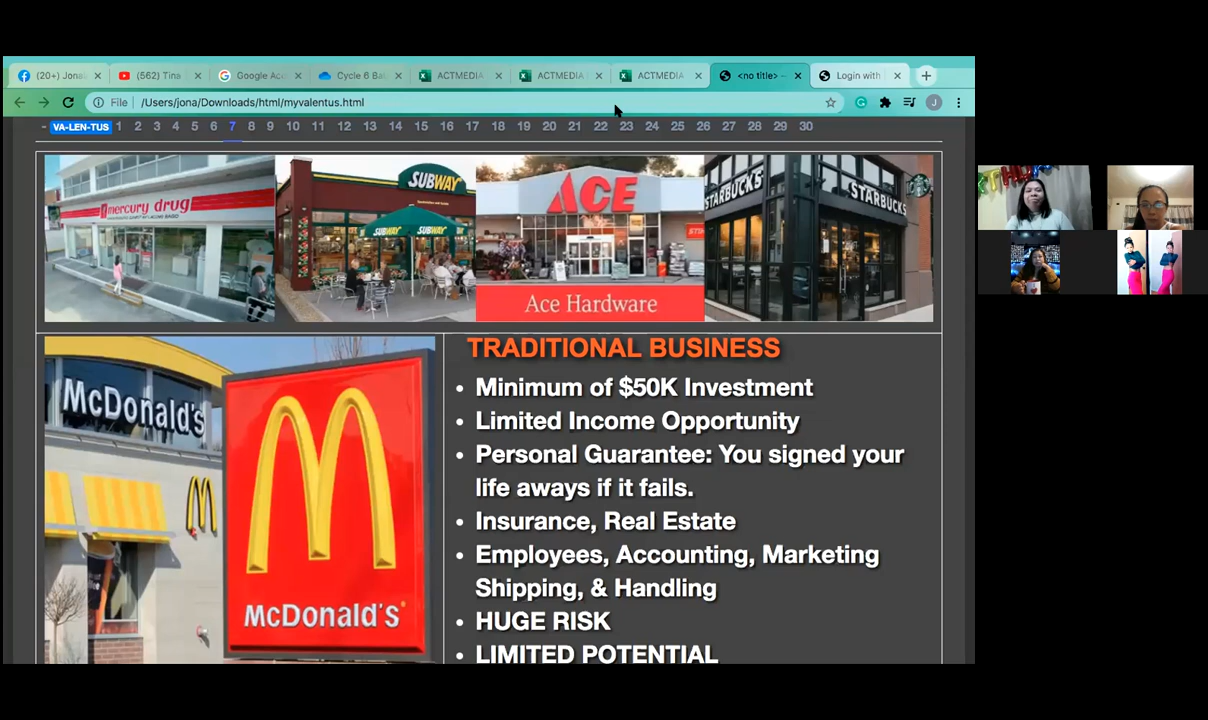 (20+) Jona
(562) Tina
Google Ac
Cycle 6 Ba
ACTMEDIA
ACTMEDIA
ACTMEDIA
<no title>
Login with
File
/Users/jona/Downloads/html/myvalentus.html
J
- VA-LEN-TUS 1 2 3 4 5 6 7 8 9 10 11 12 13 14 15 16 17 18 19 20 21 22 23 24 25 26 27 28 29 30
mercury drug
SUBWAY
SUBWAY
SUBWAY
ACE
Ace Hardware
STARBUCKS
STARBUCKS
McDonald's
McDonald's
TRADITIONAL BUSINESS
• Minimum of $50K Investment
• Limited Income Opportunity
• Personal Guarantee: You signed your
life aways if it fails.
• Insurance, Real Estate
• Employees, Accounting, Marketing
Shipping, & Handling
• HUGE RISK
• LIMITED POTENTIAL